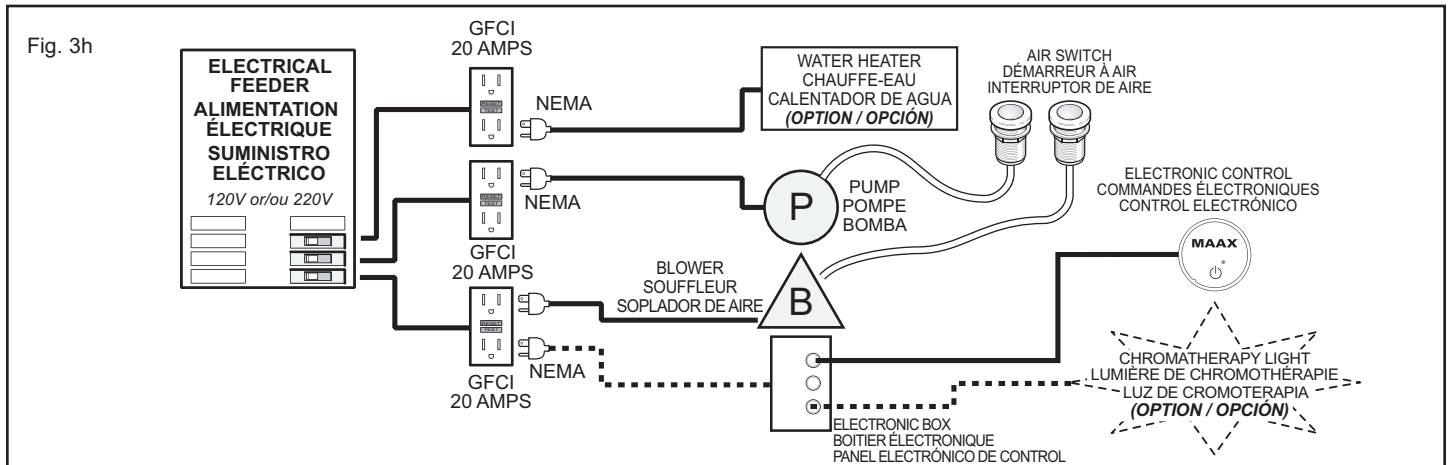 Fig. 3h
ELECTRICAL
FEEDER
ALIMENTATION
ÉLECTRIQUE
SUMINISTRO
ELÉCTRICO
120V or/ou 220V
GFCI
20 AMPS
NEMA
WATER HEATER
CHAUFFE-EAU
CALENTADOR DE AGUA
(OPTION / OPCIÓN)
AIR SWITCH
DÉMARREUR À AIR
INTERRUPTOR DE AIRE
NEMA
GFCI
20 AMPS
P
PUMP
POMPE
BOMBA
ELECTRONIC CONTROL
COMMANDES ÉLECTRONIQUES
CONTROL ELECTRÓNICO
MAAX
BLOWER
SOUFFLEUR
SOPLADOR DE AIRE
B
NEMA
GFCI
20 AMPS
CHROMATHERAPY LIGHT
LUMIÈRE DE CHROMOTHÉRAPIE
LUZ DE CROMOTERAPIA
(OPTION / OPCIÓN)
ELECTRONIC BOX
BOITIER ÉLECTRONIQUE
PANEL ELECTRÓNICO DE CONTROL